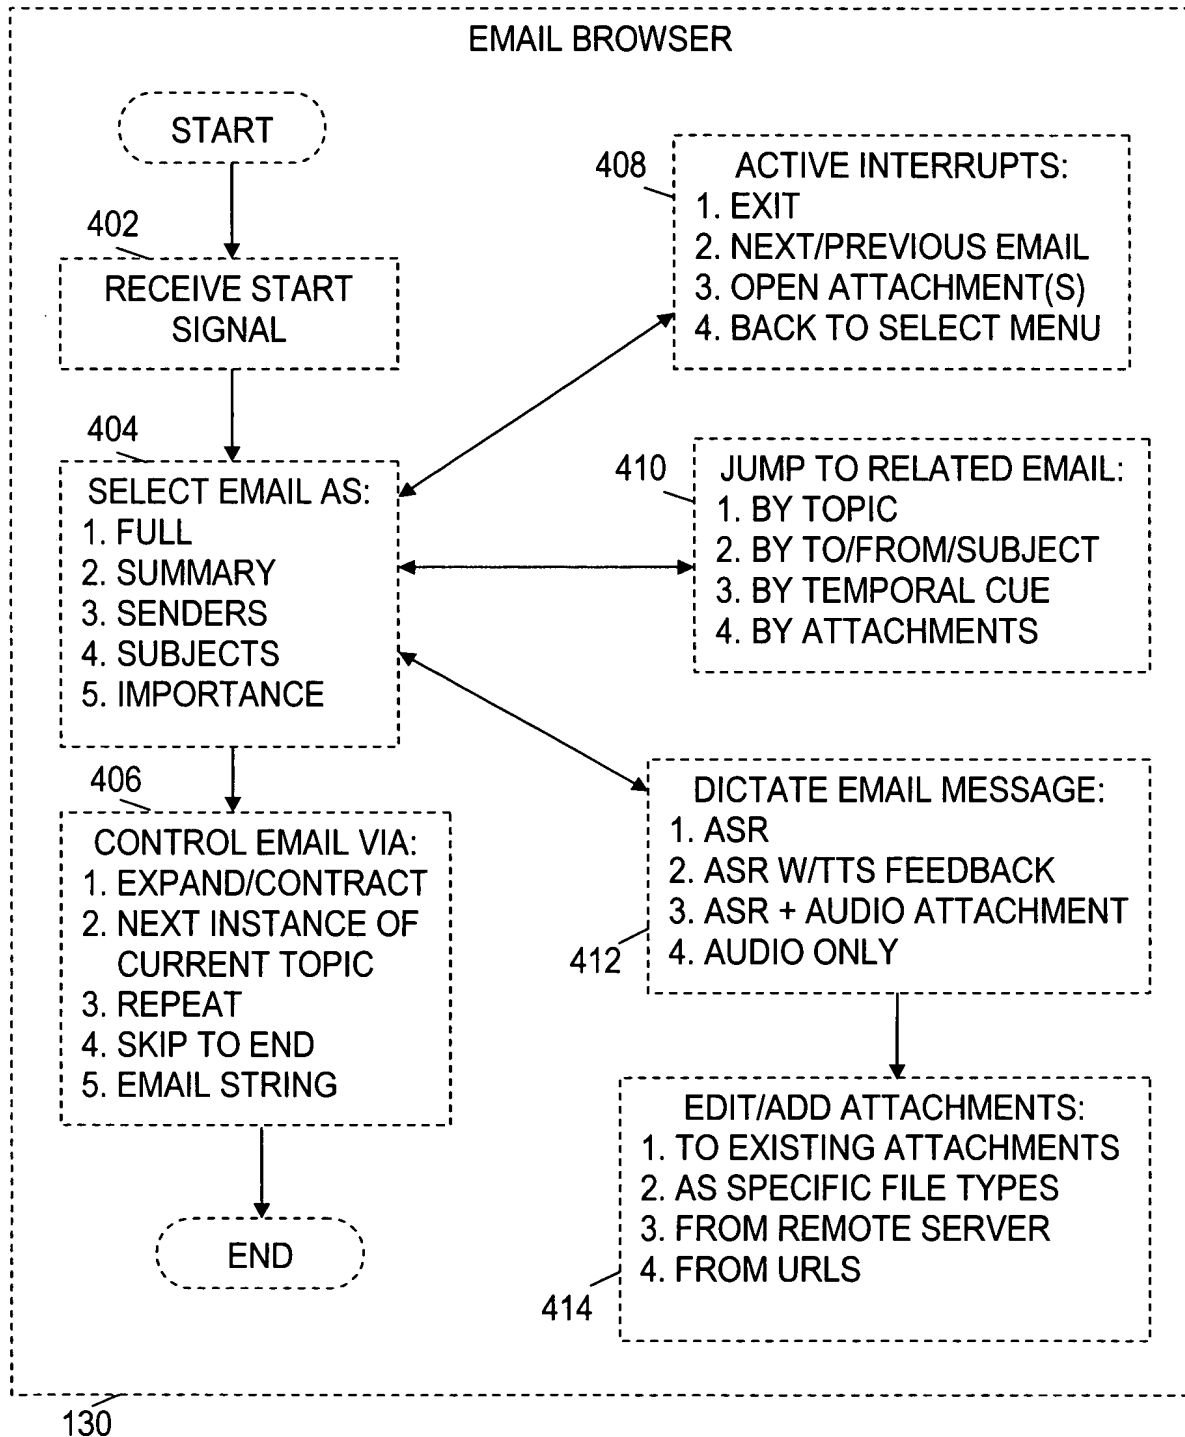 EMAIL BROWSER
START
402
RECEIVE START
SIGNAL
404
SELECT EMAIL AS:
1. FULL
2. SUMMARY
3. SENDERS
4. SUBJECTS
5. IMPORTANCE
406
CONTROL EMAIL VIA:
1. EXPAND/CONTRACT
2. NEXT INSTANCE OF
CURRENT TOPIC
3. REPEAT
4. SKIP TO END
5. EMAIL STRING
END
408
ACTIVE INTERRUPTS:
1. EXIT
2. NEXT/PREVIOUS EMAIL
3. OPEN ATTACHMENT(S)
4. BACK TO SELECT MENU
410
JUMP TO RELATED EMAIL:
1. BY TOPIC
2. BY TO/FROM/SUBJECT
3. BY TEMPORAL CUE
4. BY ATTACHMENTS
DICTATE EMAIL MESSAGE:
1. ASR
2. ASR W/TTS FEEDBACK
3. ASR + AUDIO ATTACHMENT
4. AUDIO ONLY
412
EDIT/ADD ATTACHMENTS:
1. TO EXISTING ATTACHMENTS
2. AS SPECIFIC FILE TYPES
3. FROM REMOTE SERVER
4. FROM URLS
414
130